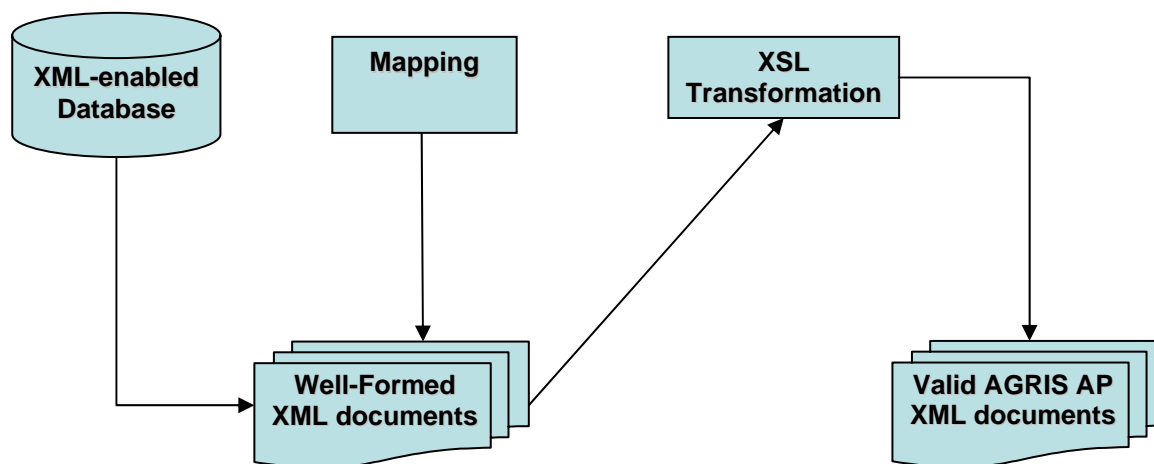 XML-enabled
Database
Mapping
XSL
Transformation
Well-Formed
XML documents
Valid AGRIS AP
XML documents